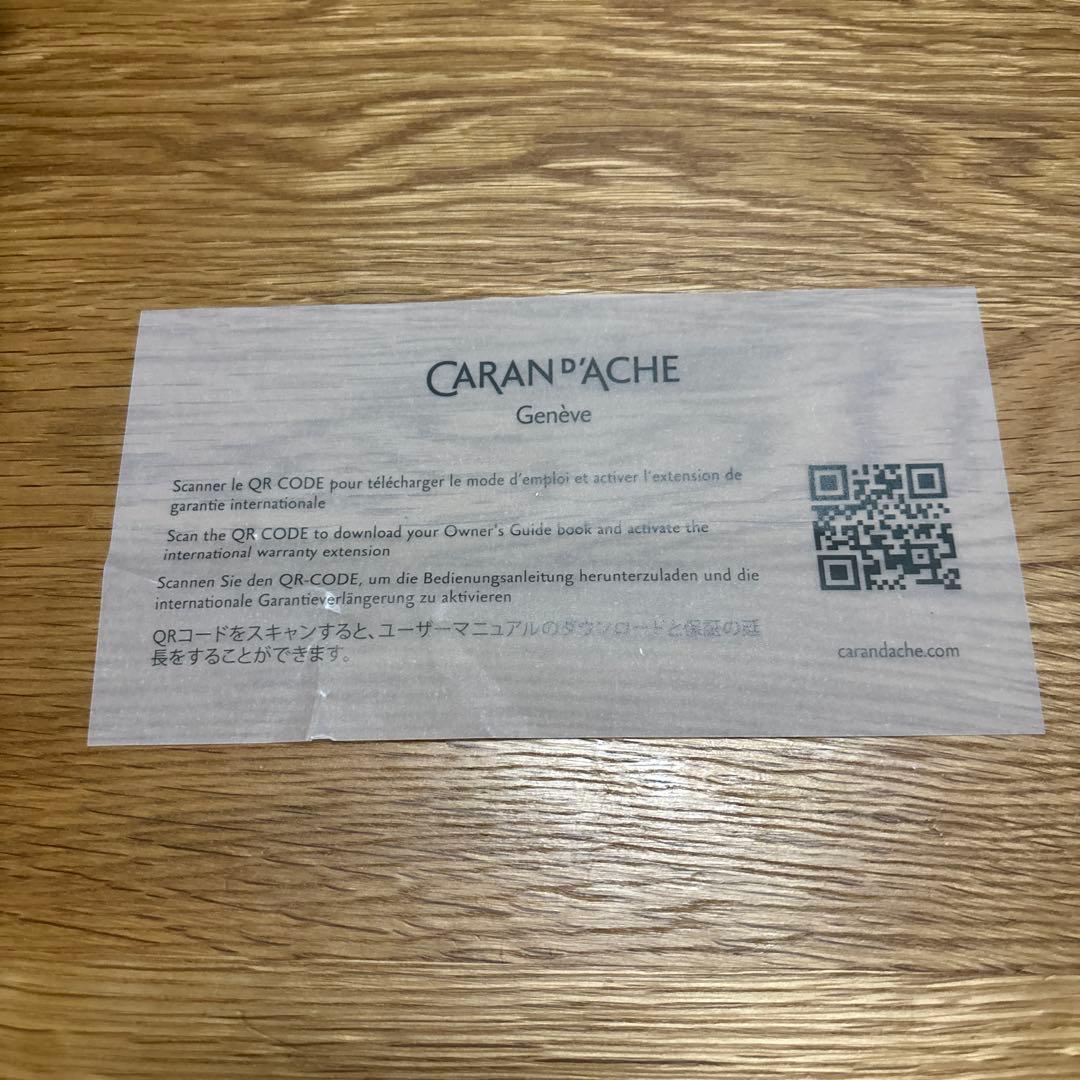 CARAN D'ACHE
Genève
Scanner le QR CODE pour télécharger le mode d'emploi et activer l'extension de
garantie internationale
Scan the QR CODE to download your Owner's Guide book and activate the
international warranty extension
Scannen Sie den QR-CODE, um die Bedienungsanleitung herunterzuladen und die
internationale Garantieverlängerung zu aktivieren
QRコードをスキャンすると、ユーザーマニュアルのダウンロードと保証の延
長をすることができます。
carandache.com